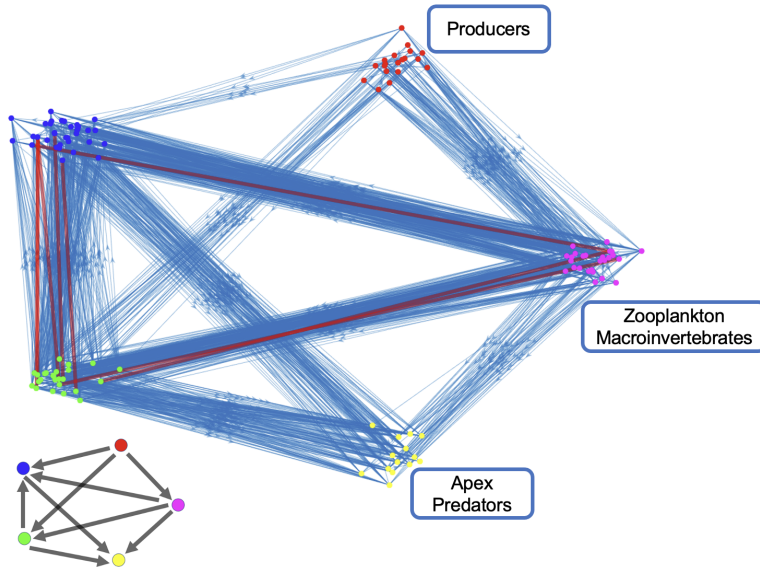 Producers
Zooplankton
Macroinvertebrates
Apex
Predators